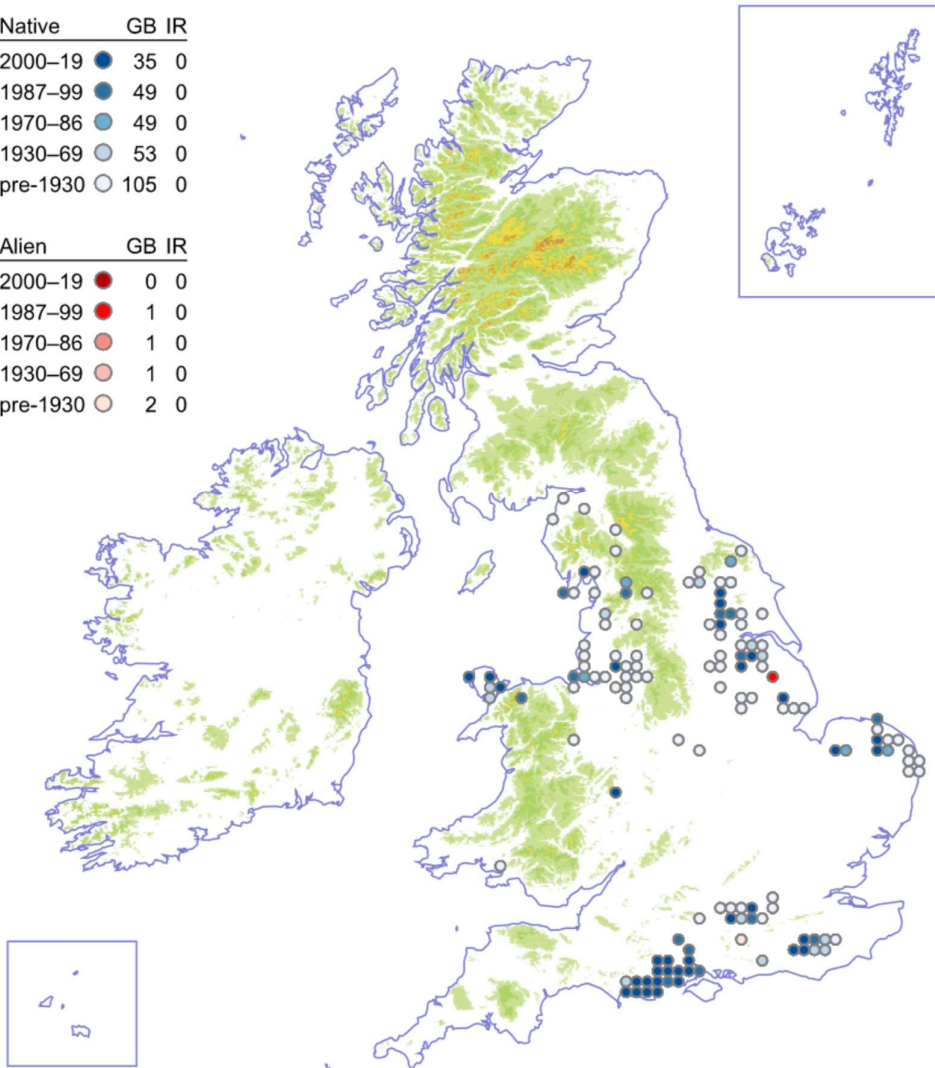 Native GB IR
2000–19 35 0
1987–99 49 0
1970–86 49 0
1930–69 53 0
pre-1930 105 0
Alien GB IR
2000–19 0 0
1987–99 1 0
1970–86 1 0
1930–69 1 0
pre-1930 2 0